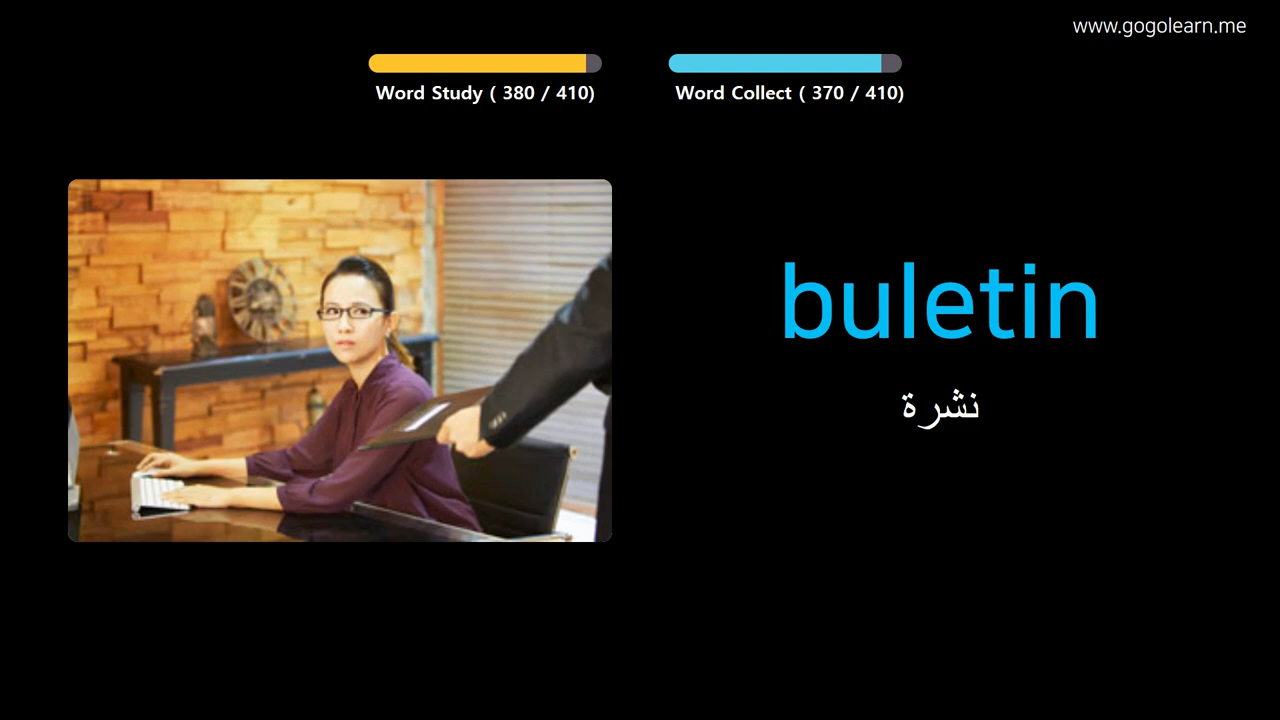 www.gogolearn.me
Word Study ( 380 / 410)
Word Collect ( 370 / 410)
buletin
نشرة